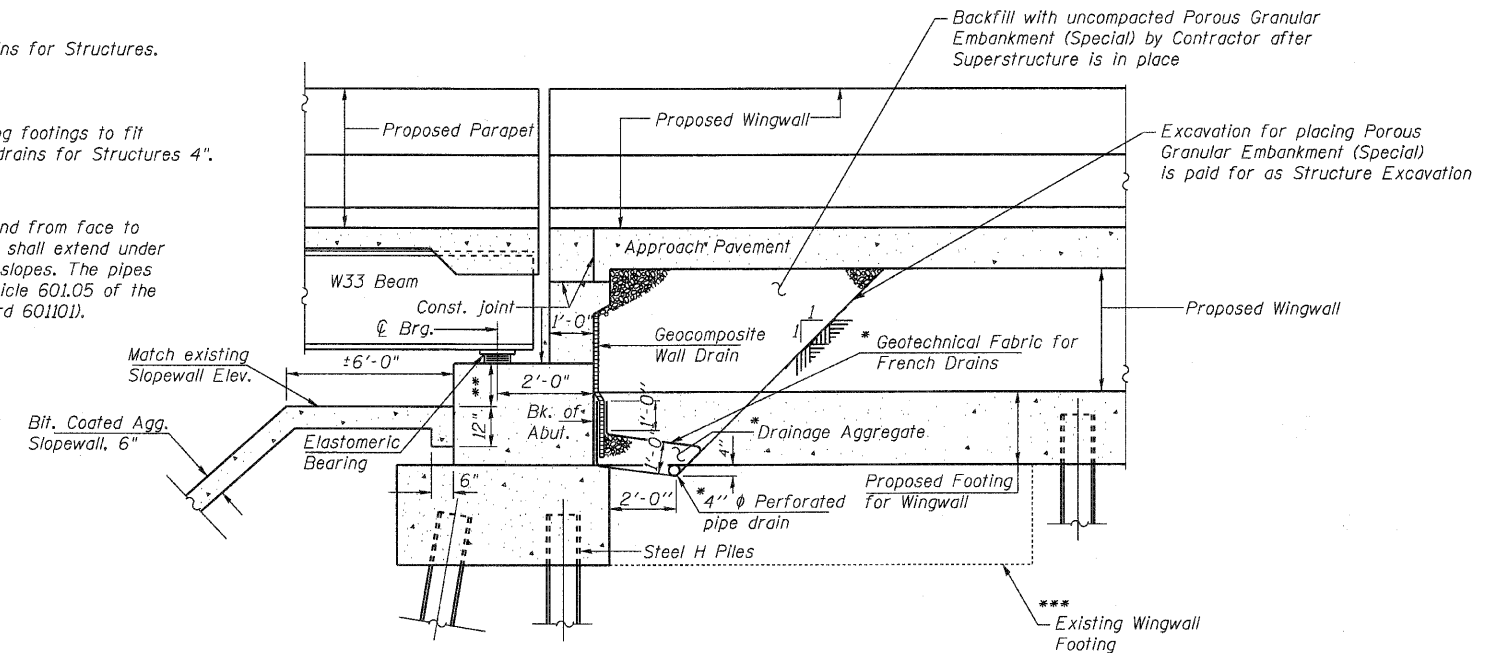 ns for Structures.
g footings to fit
drains for Structures 4".
nd from face to
shall extend under
slopes. The pipes
icle 601.05 of the
rd 601101).
Backfill with uncompacted Porous Granular
Embankment (Special) by Contractor after
Superstructure is in place
Proposed Parapet
Proposed Wingwall
Excavation for placing Porous
Granular Embankment (Special)
is paid for as Structure Excavation
Approach Pavement
W33 Beam
Const. joint
℄ Brg.
1'-0"
Geocomposite
Wall Drain
1
1
* Geotechnical Fabric for
French Drains
Proposed Wingwall
Match existing
Slopewall Elev.
±6'-0"
**
2'-0"
12"
Bk. of
Abut.
1'-0"
1'-0"
* Drainage Aggregate
4"
Bit. Coated Agg.
Slopewall. 6"
Elastomeric
Bearing
6"
2'-0"
* 4" ϕ Perforated
pipe drain
Proposed Footing
for Wingwall
Steel H Piles
***
Existing Wingwall
Footing